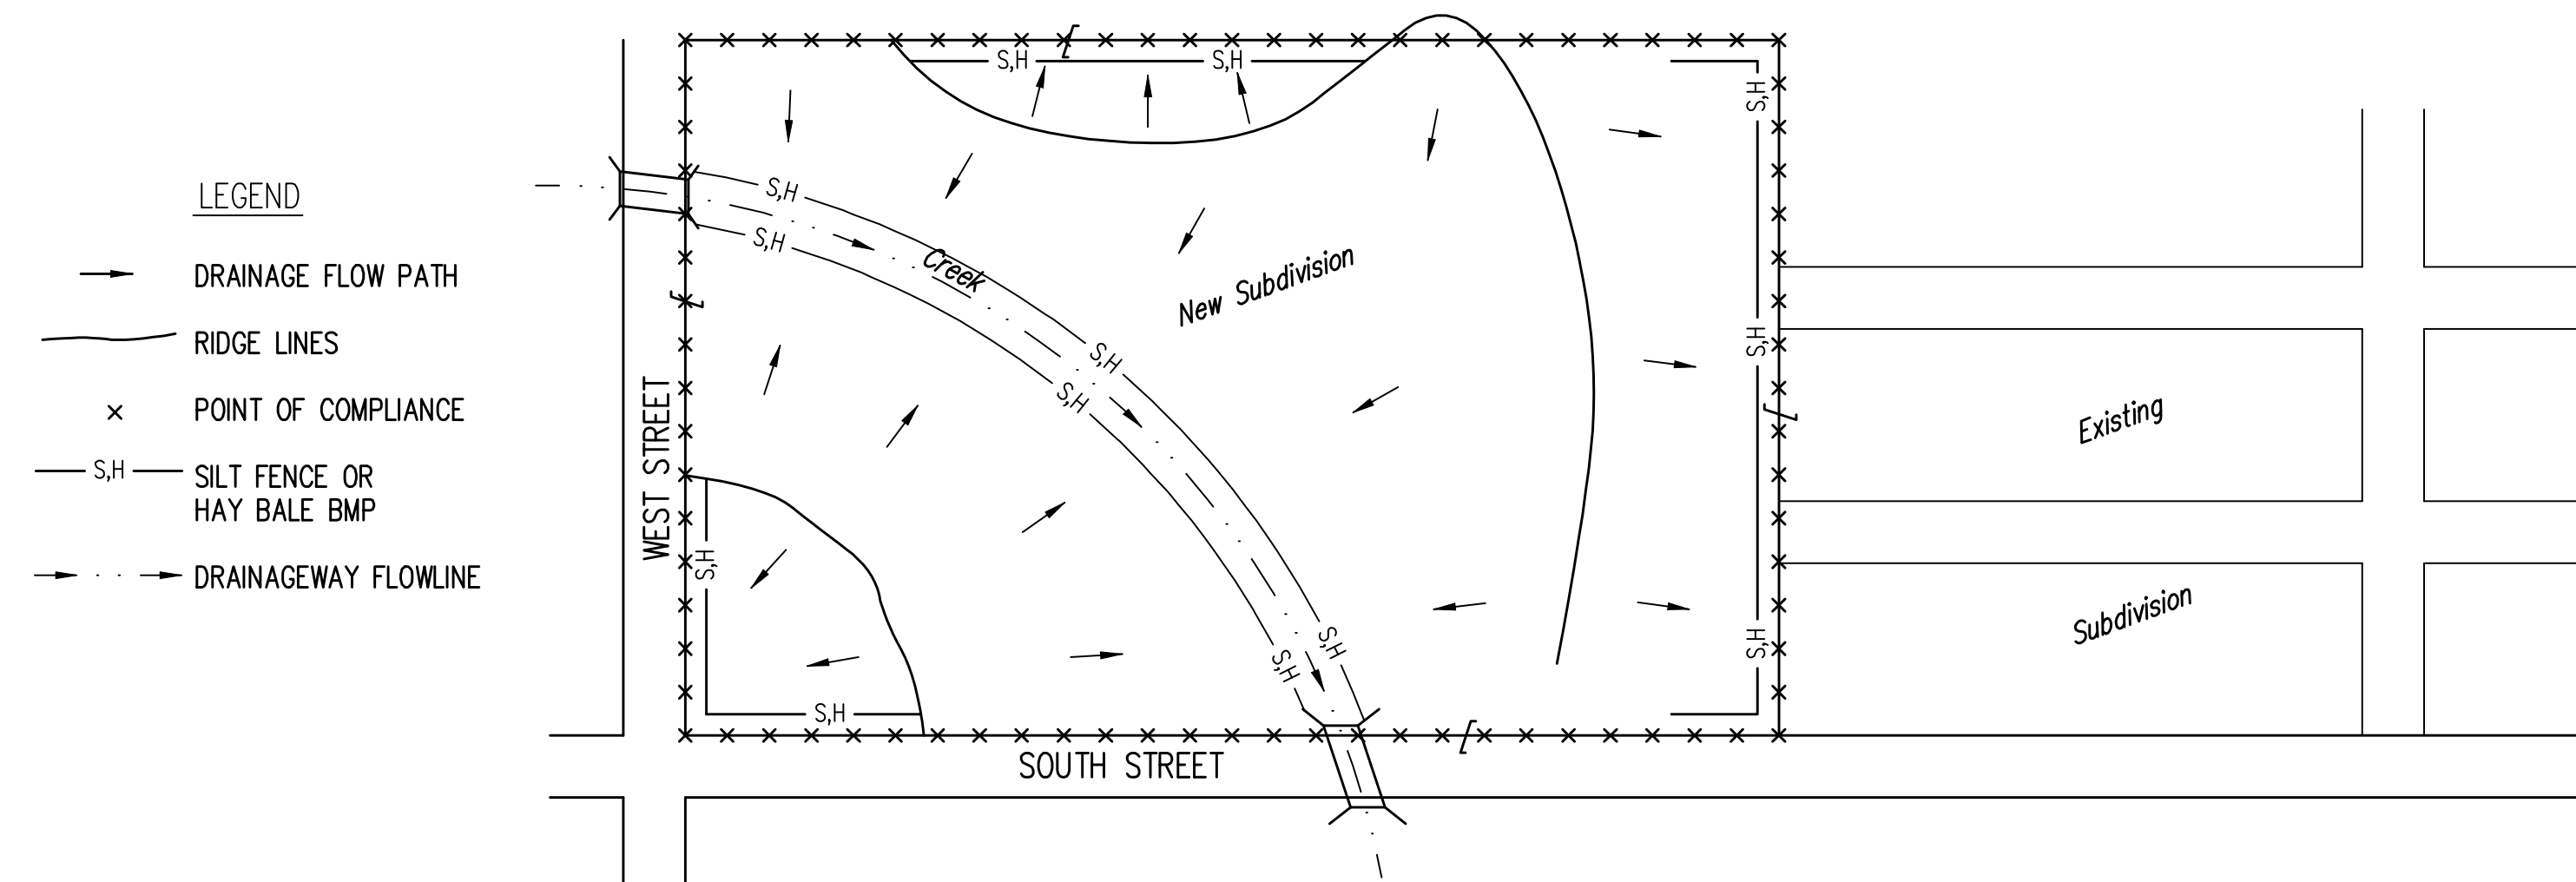 LEGEND
DRAINAGE FLOW PATH
RIDGE LINES
POINT OF COMPLIANCE
S,H
SILT FENCE OR
HAY BALE BMP
DRAINAGEWAY FLOWLINE
S,H
S,H
S,H
S,H
S,H
Creek
New Subdivision
S,H
S,H
S,H
WEST STREET
S,H
S,H
S,H
S,H
S,H
S,H
SOUTH STREET
Existing
Subdivision